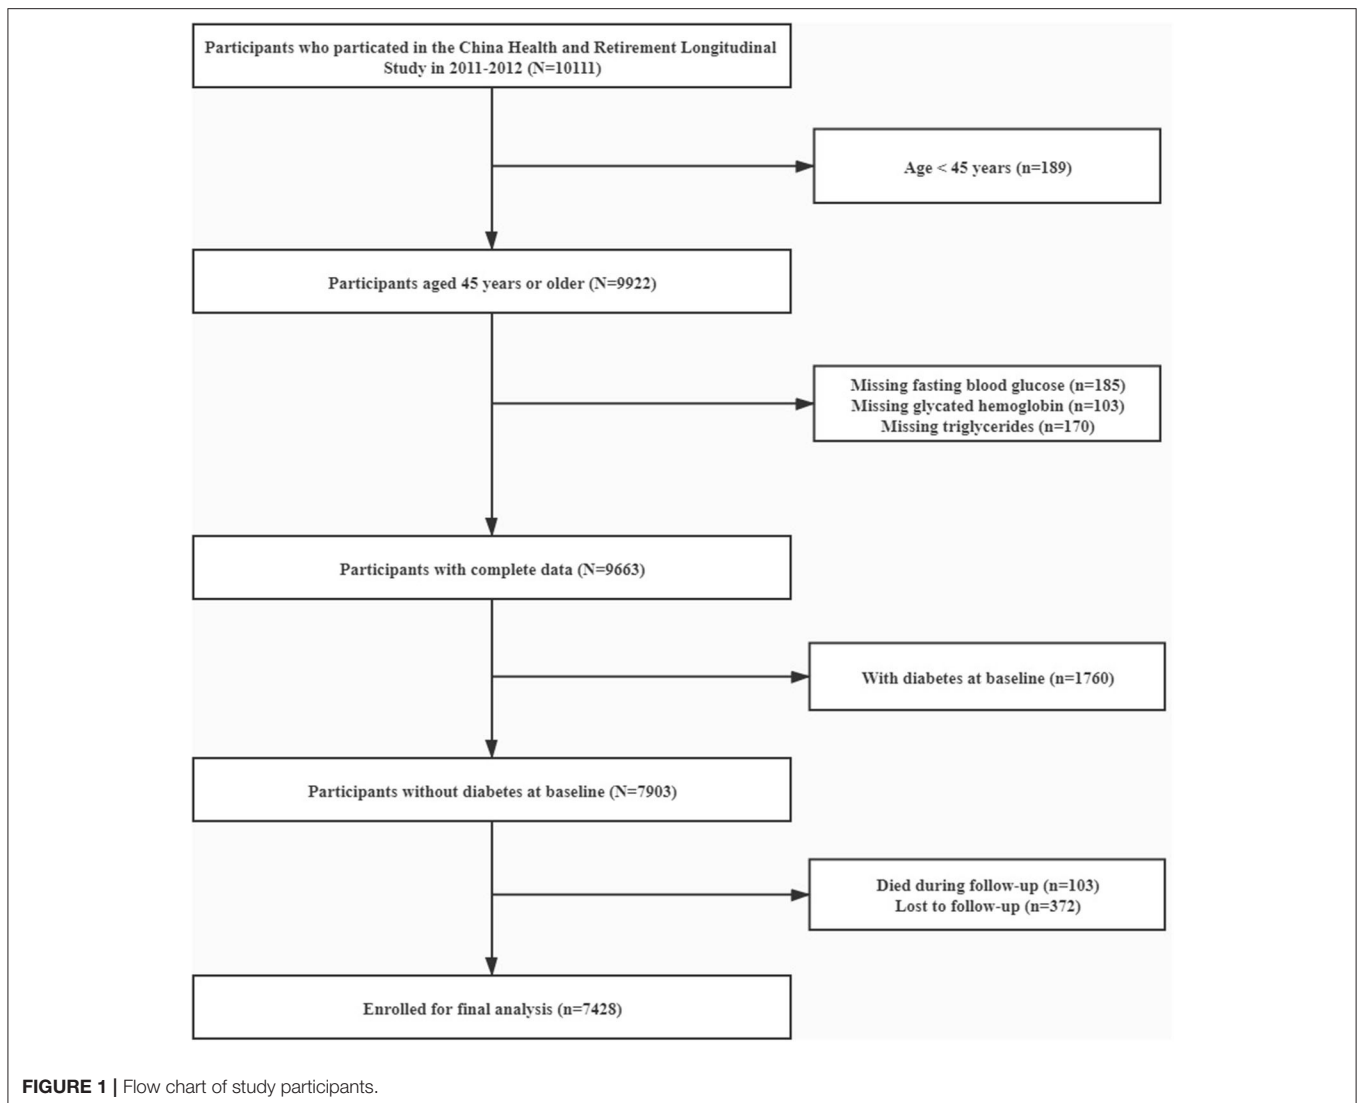 Participants who particated in the China Health and Retirement Longitudinal
Study in 2011-2012 (N=10111)
Age < 45 years (n=189)
Participants aged 45 years or older (N=9922)
Missing fasting blood glucose (n=185)
Missing glycated hemoglobin (n=103)
Missing triglycerides (n=170)
Participants with complete data (N=9663)
With diabetes at baseline (n=1760)
Participants without diabetes at baseline (N=7903)
Died during follow-up (n=103)
Lost to follow-up (n=372)
Enrolled for final analysis (n=7428)
FIGURE 1 | Flow chart of study participants.